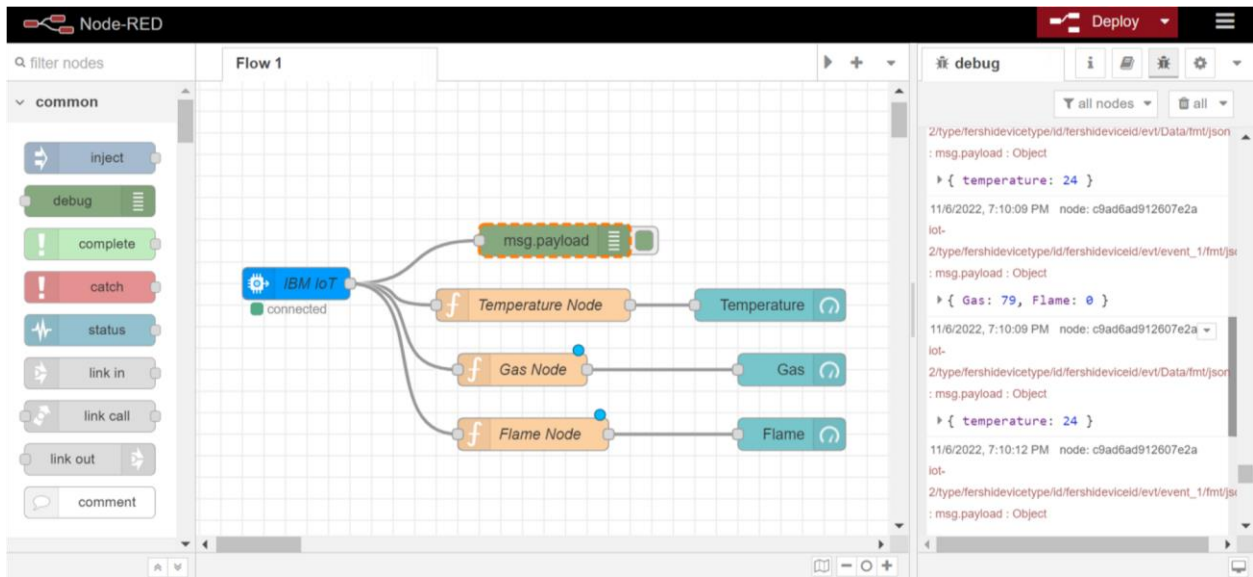 Node-RED
Deploy
filter nodes
Flow 1
debug
i
all nodes
all
common
inject
debug
complete
catch
status
link in
link call
link out
comment
msg.payload
IBM IoT
connected
f Temperature Node
Temperature
f Gas Node
Gas
f Flame Node
Flame
2/type/fershidevicetype/id/fershideviceid/evt/Data/fmt/json
: msg.payload : Object
{ temperature: 24 }
11/6/2022, 7:10:09 PM node: c9ad6ad912607e2a
iot-
2/type/fershidevicetype/id/fershideviceid/evt/event_1/fmt/js
: msg.payload : Object
{ Gas: 79, Flame: 0 }
11/6/2022, 7:10:09 PM node: c9ad6ad912607e2a
iot-
2/type/fershidevicetype/id/fershideviceid/evt/Data/fmt/json
: msg.payload : Object
{ temperature: 24 }
11/6/2022, 7:10:12 PM node: c9ad6ad912607e2a
iot-
2/type/fershidevicetype/id/fershideviceid/evt/event_1/fmt/js
: msg.payload : Object